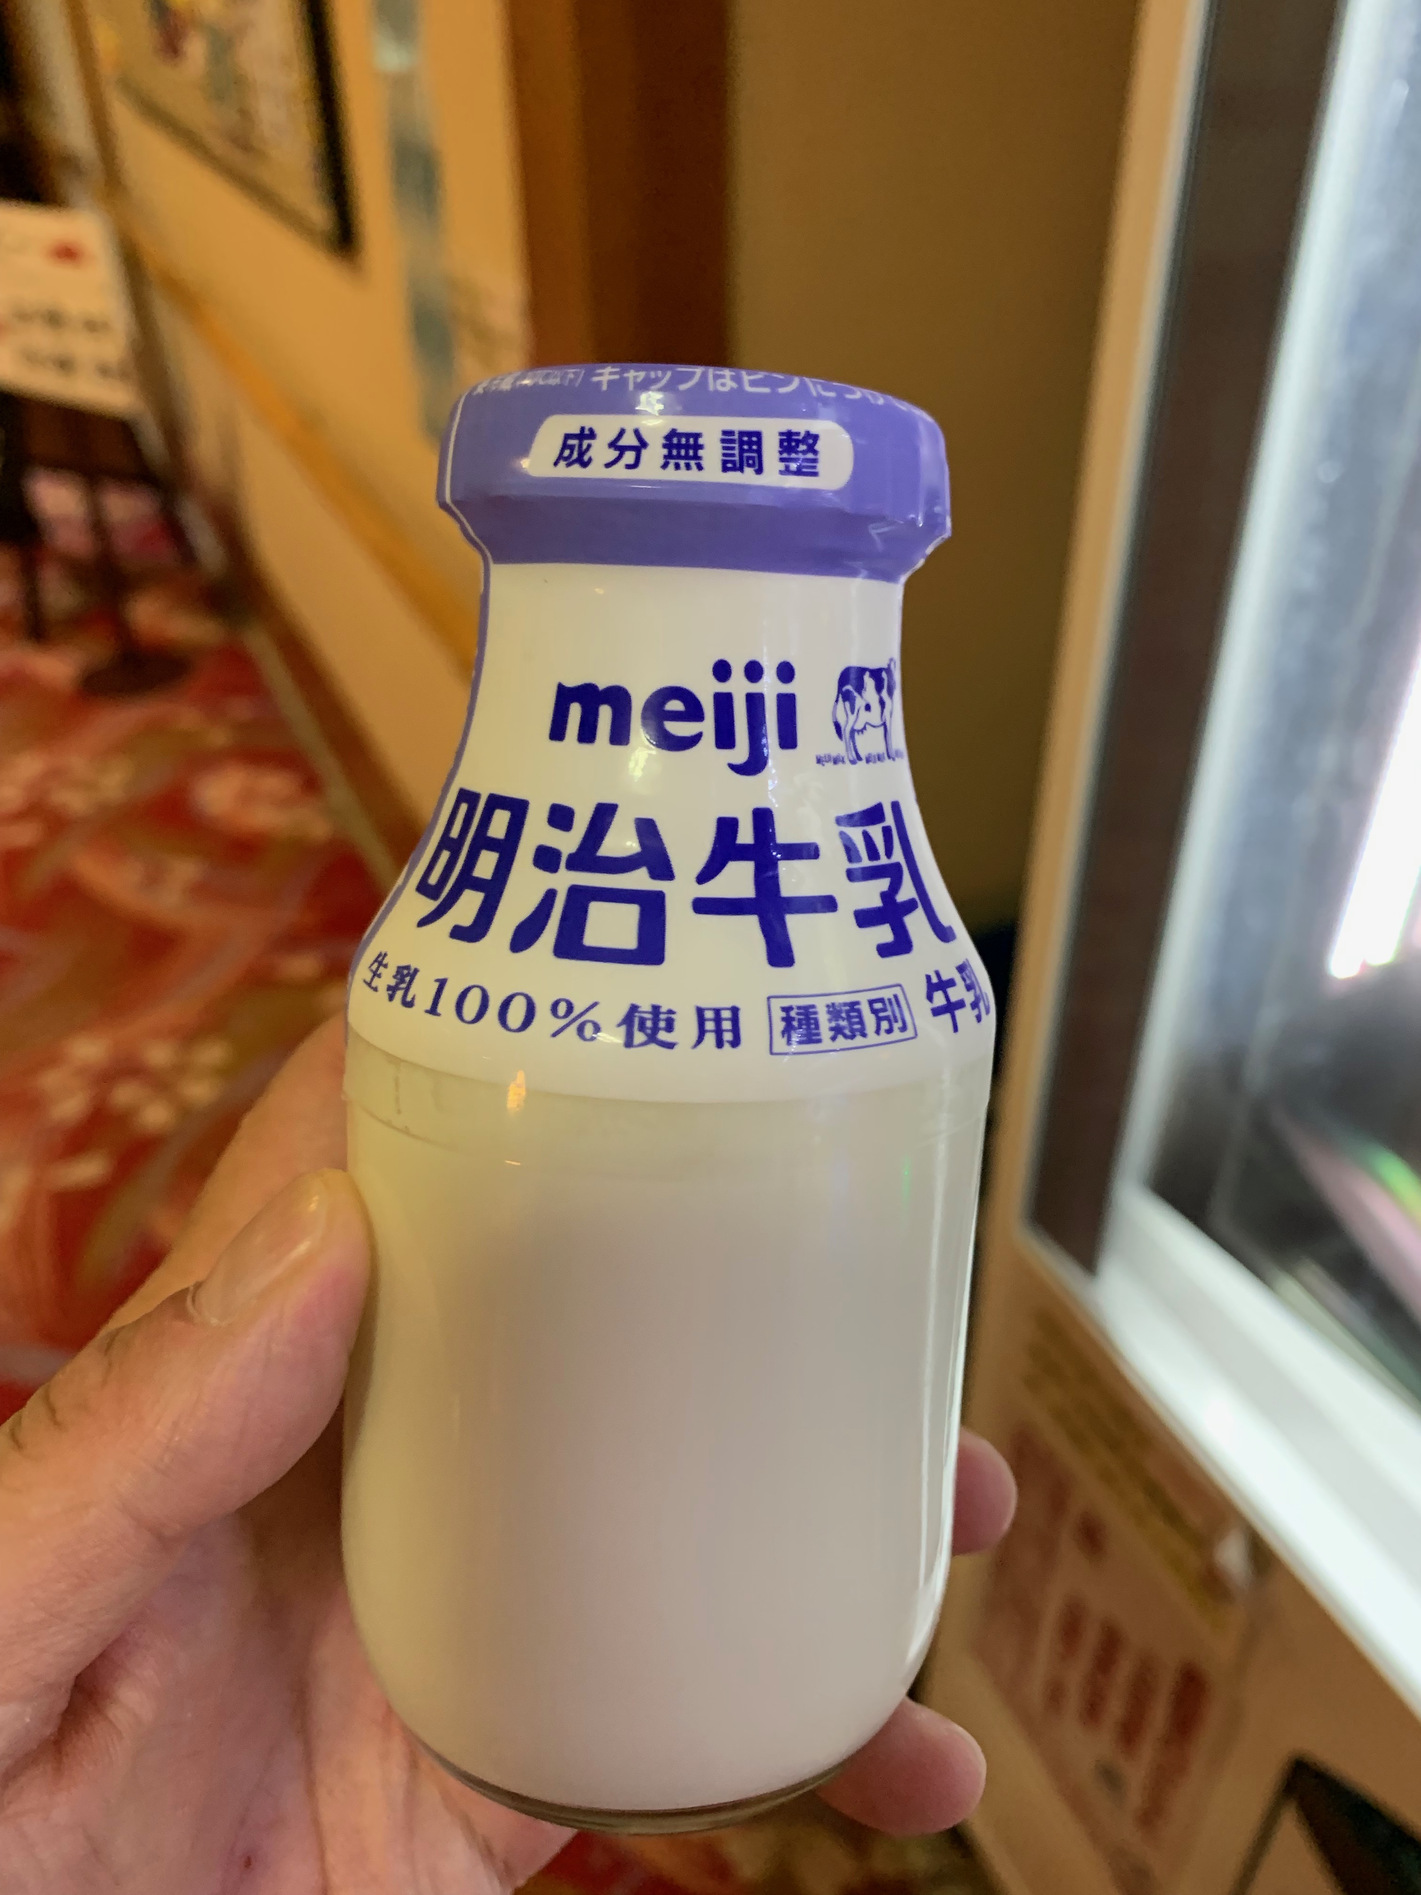 キャップはビンに
成分無調整
meiji
明治牛乳
生乳100%使用 種類別 牛乳